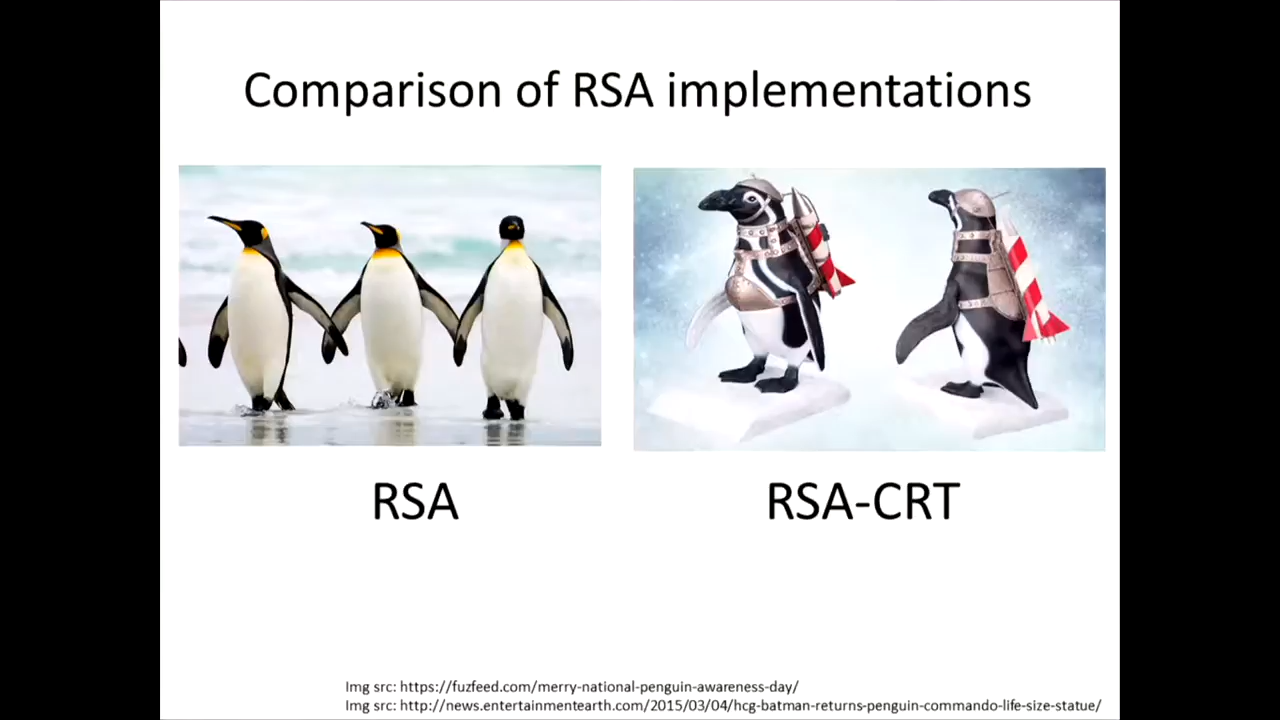 Comparison of RSA implementations
RSA
RSA-CRT
Img src: https://fuzfeed.com/merry-national-penguin-awareness-day/
Img src: http://news.entertainmentearth.com/2015/03/04/hcg-batman-returns-penguin-commando-life-size-statue/